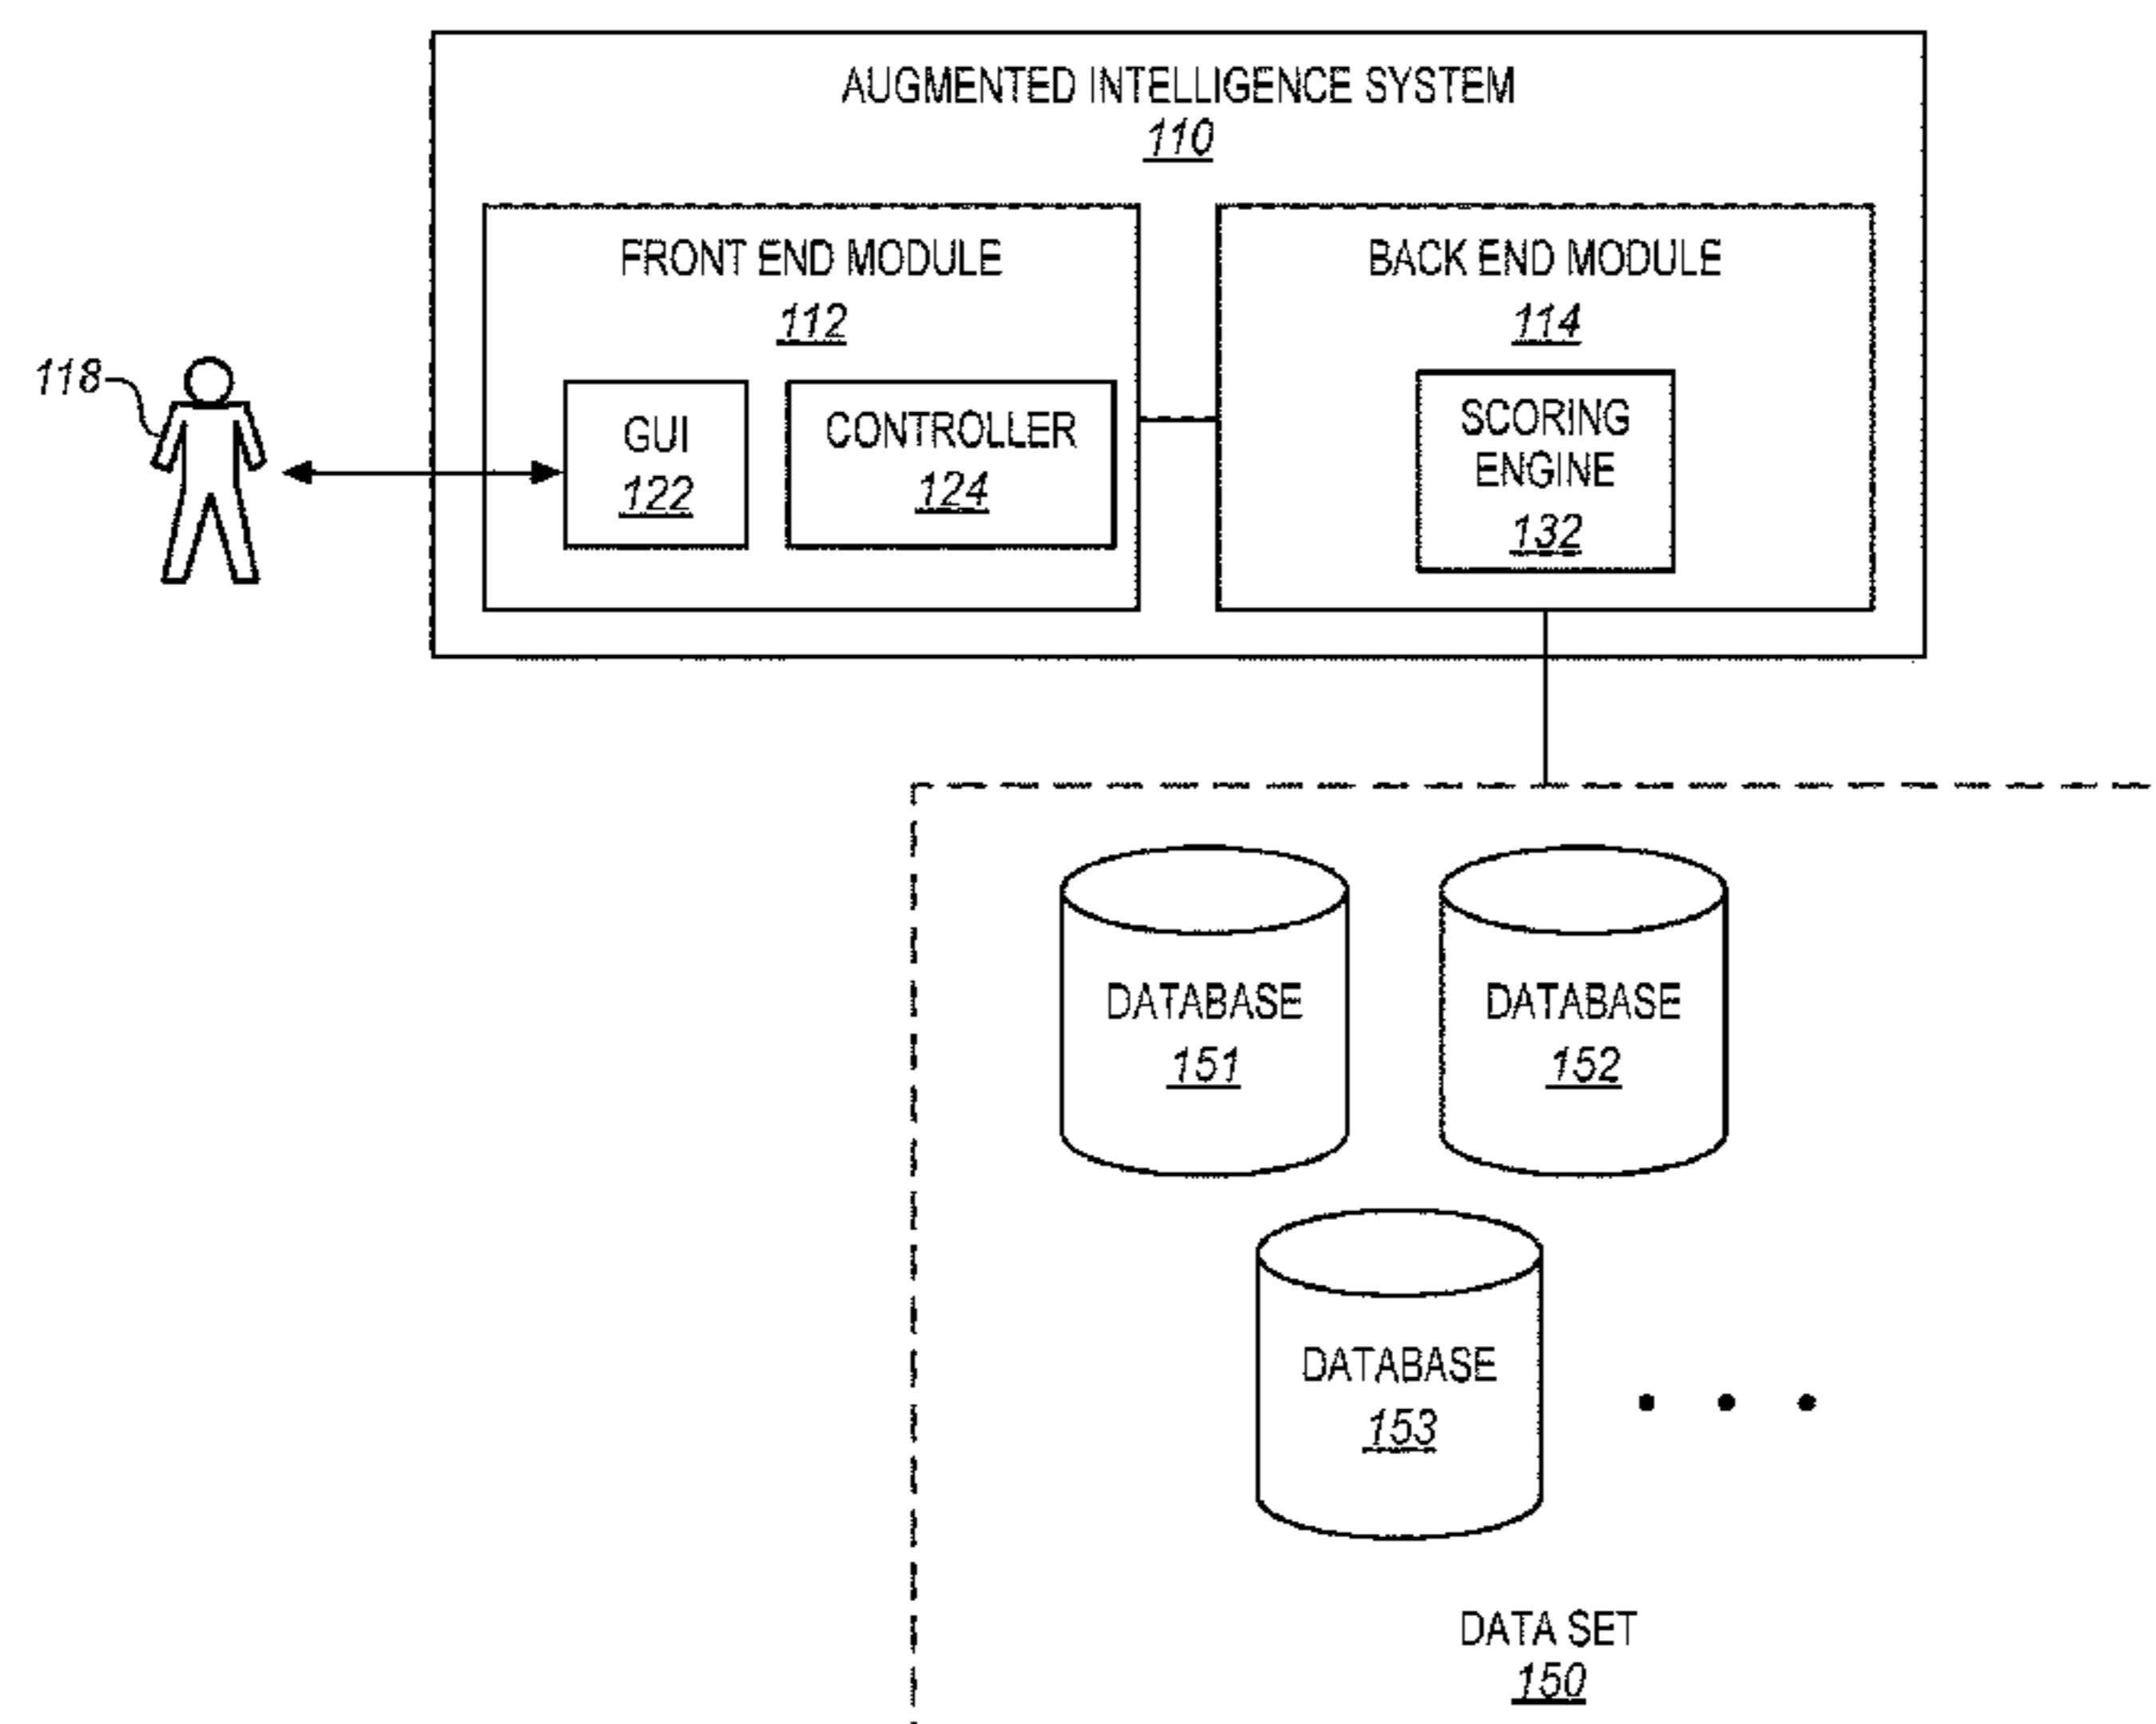 AUGMENTED INTELLIGENCE SYSTEM
110
FRONT END MODULE
112
BACK END MODULE
114
118
GUI
122
CONTROLLER
124
SCORING
ENGINE
132
DATABASE
151
DATABASE
152
DATABASE
153
DATA SET
150